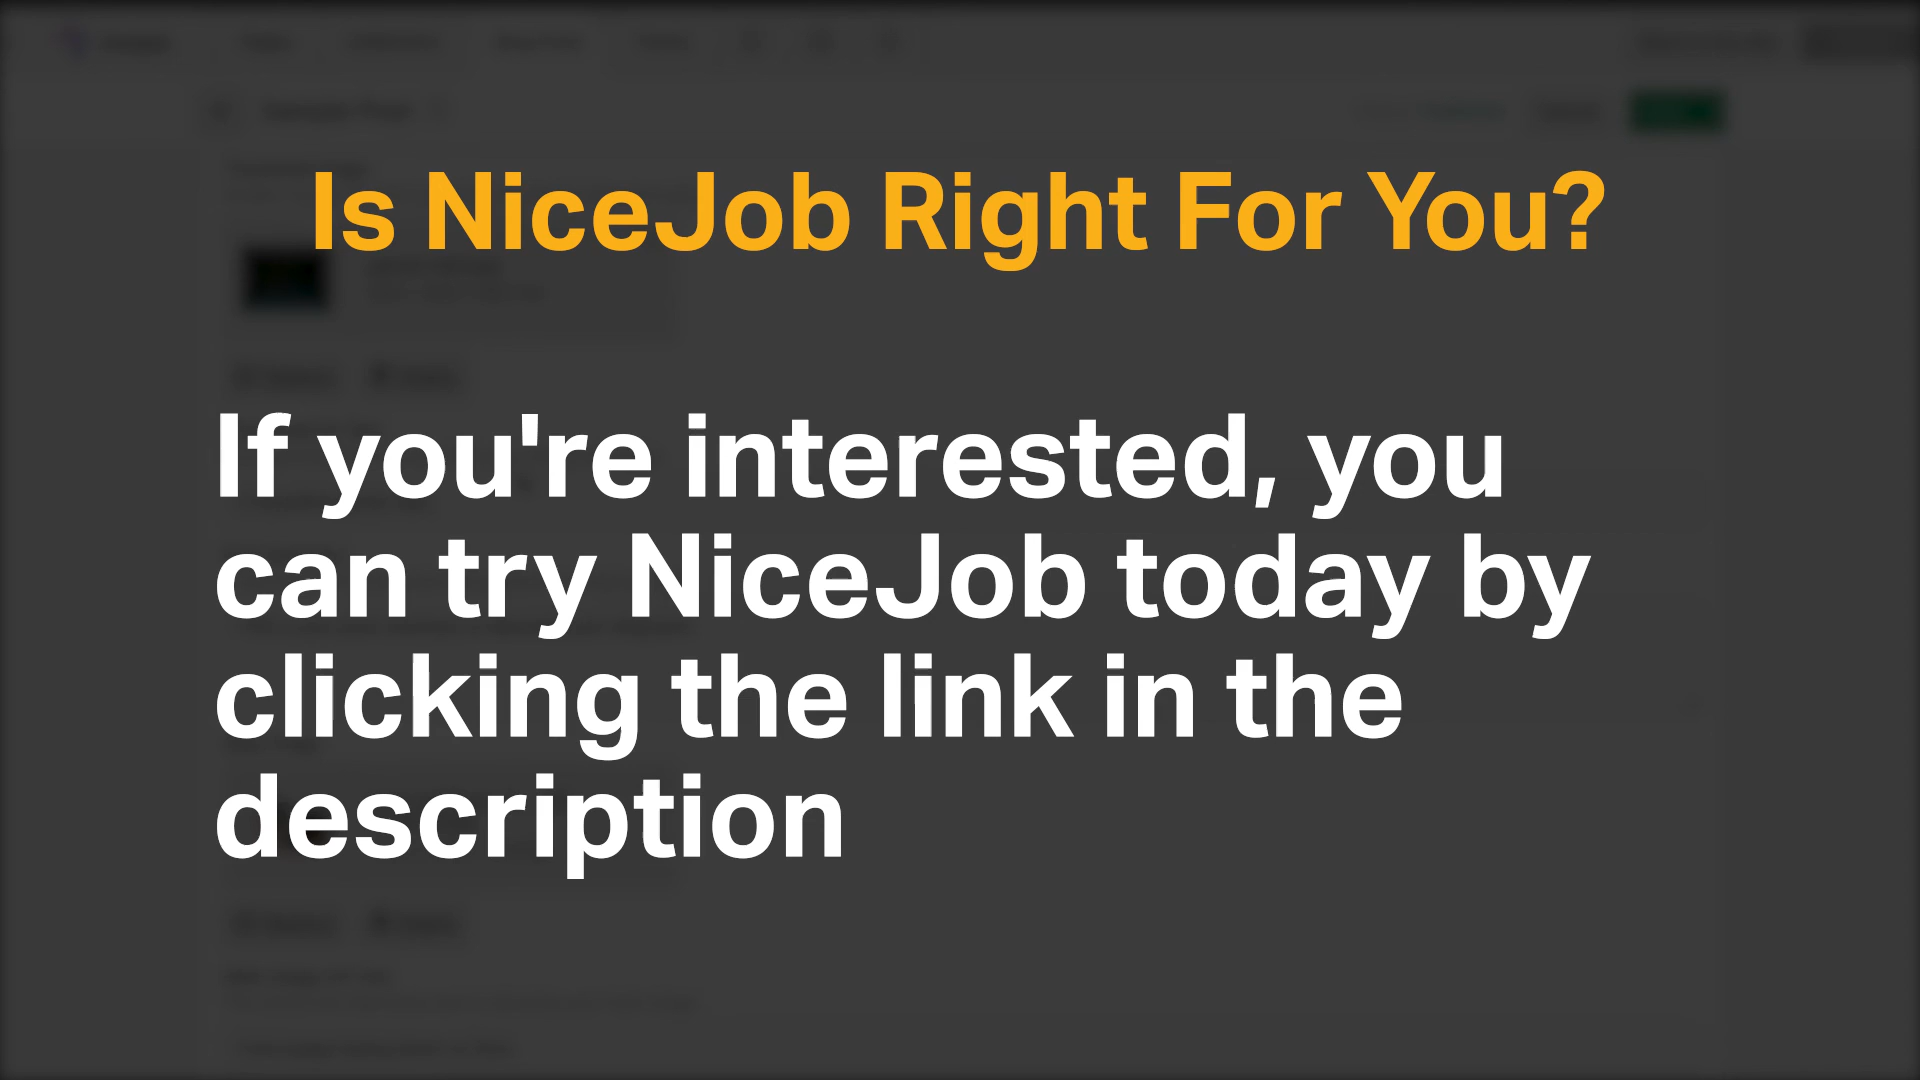 Is NiceJob Right For You?
If you're interested, you
can try NiceJob today by
clicking the link in the
description